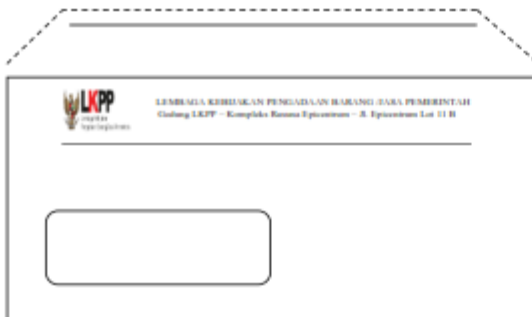 LKPP
LEMBAGA KEBIJAKAN PENGADAAN BARANG /JASA PEMERINTAH
Gedung LKPP – Kompleks Rasuna Epicentrum – Jl. Epicentrum Lot 11 B